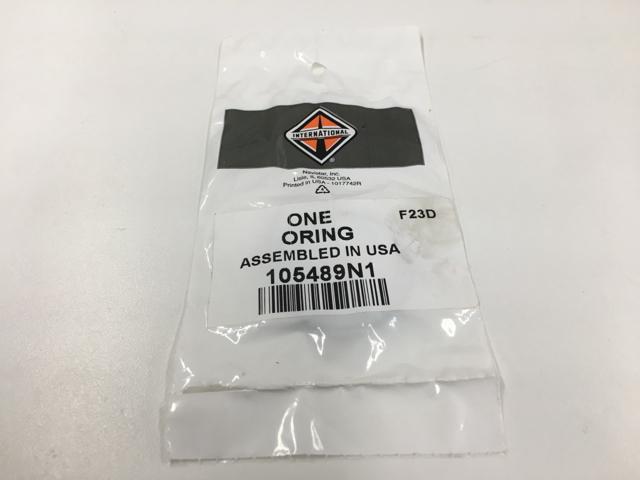 INTERNATIONAL
®
Navistar, Inc.
Lisle, IL 60532 USA
Printed in USA - 1017742R
ONE
F23D
ORING
ASSEMBLED IN USA
105489N1